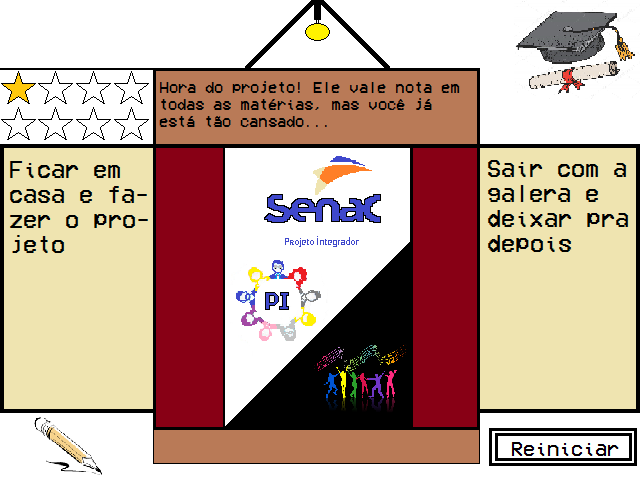 Hora do projeto! Ele vale nota em
todas as matérias, mas você já
está tão cansado...
Ficar em
casa e fa-
zer o pro-
jeto
senac
Projeto Integrador
PI
Sair com a
galera e
deixar pra
depois
Reiniciar